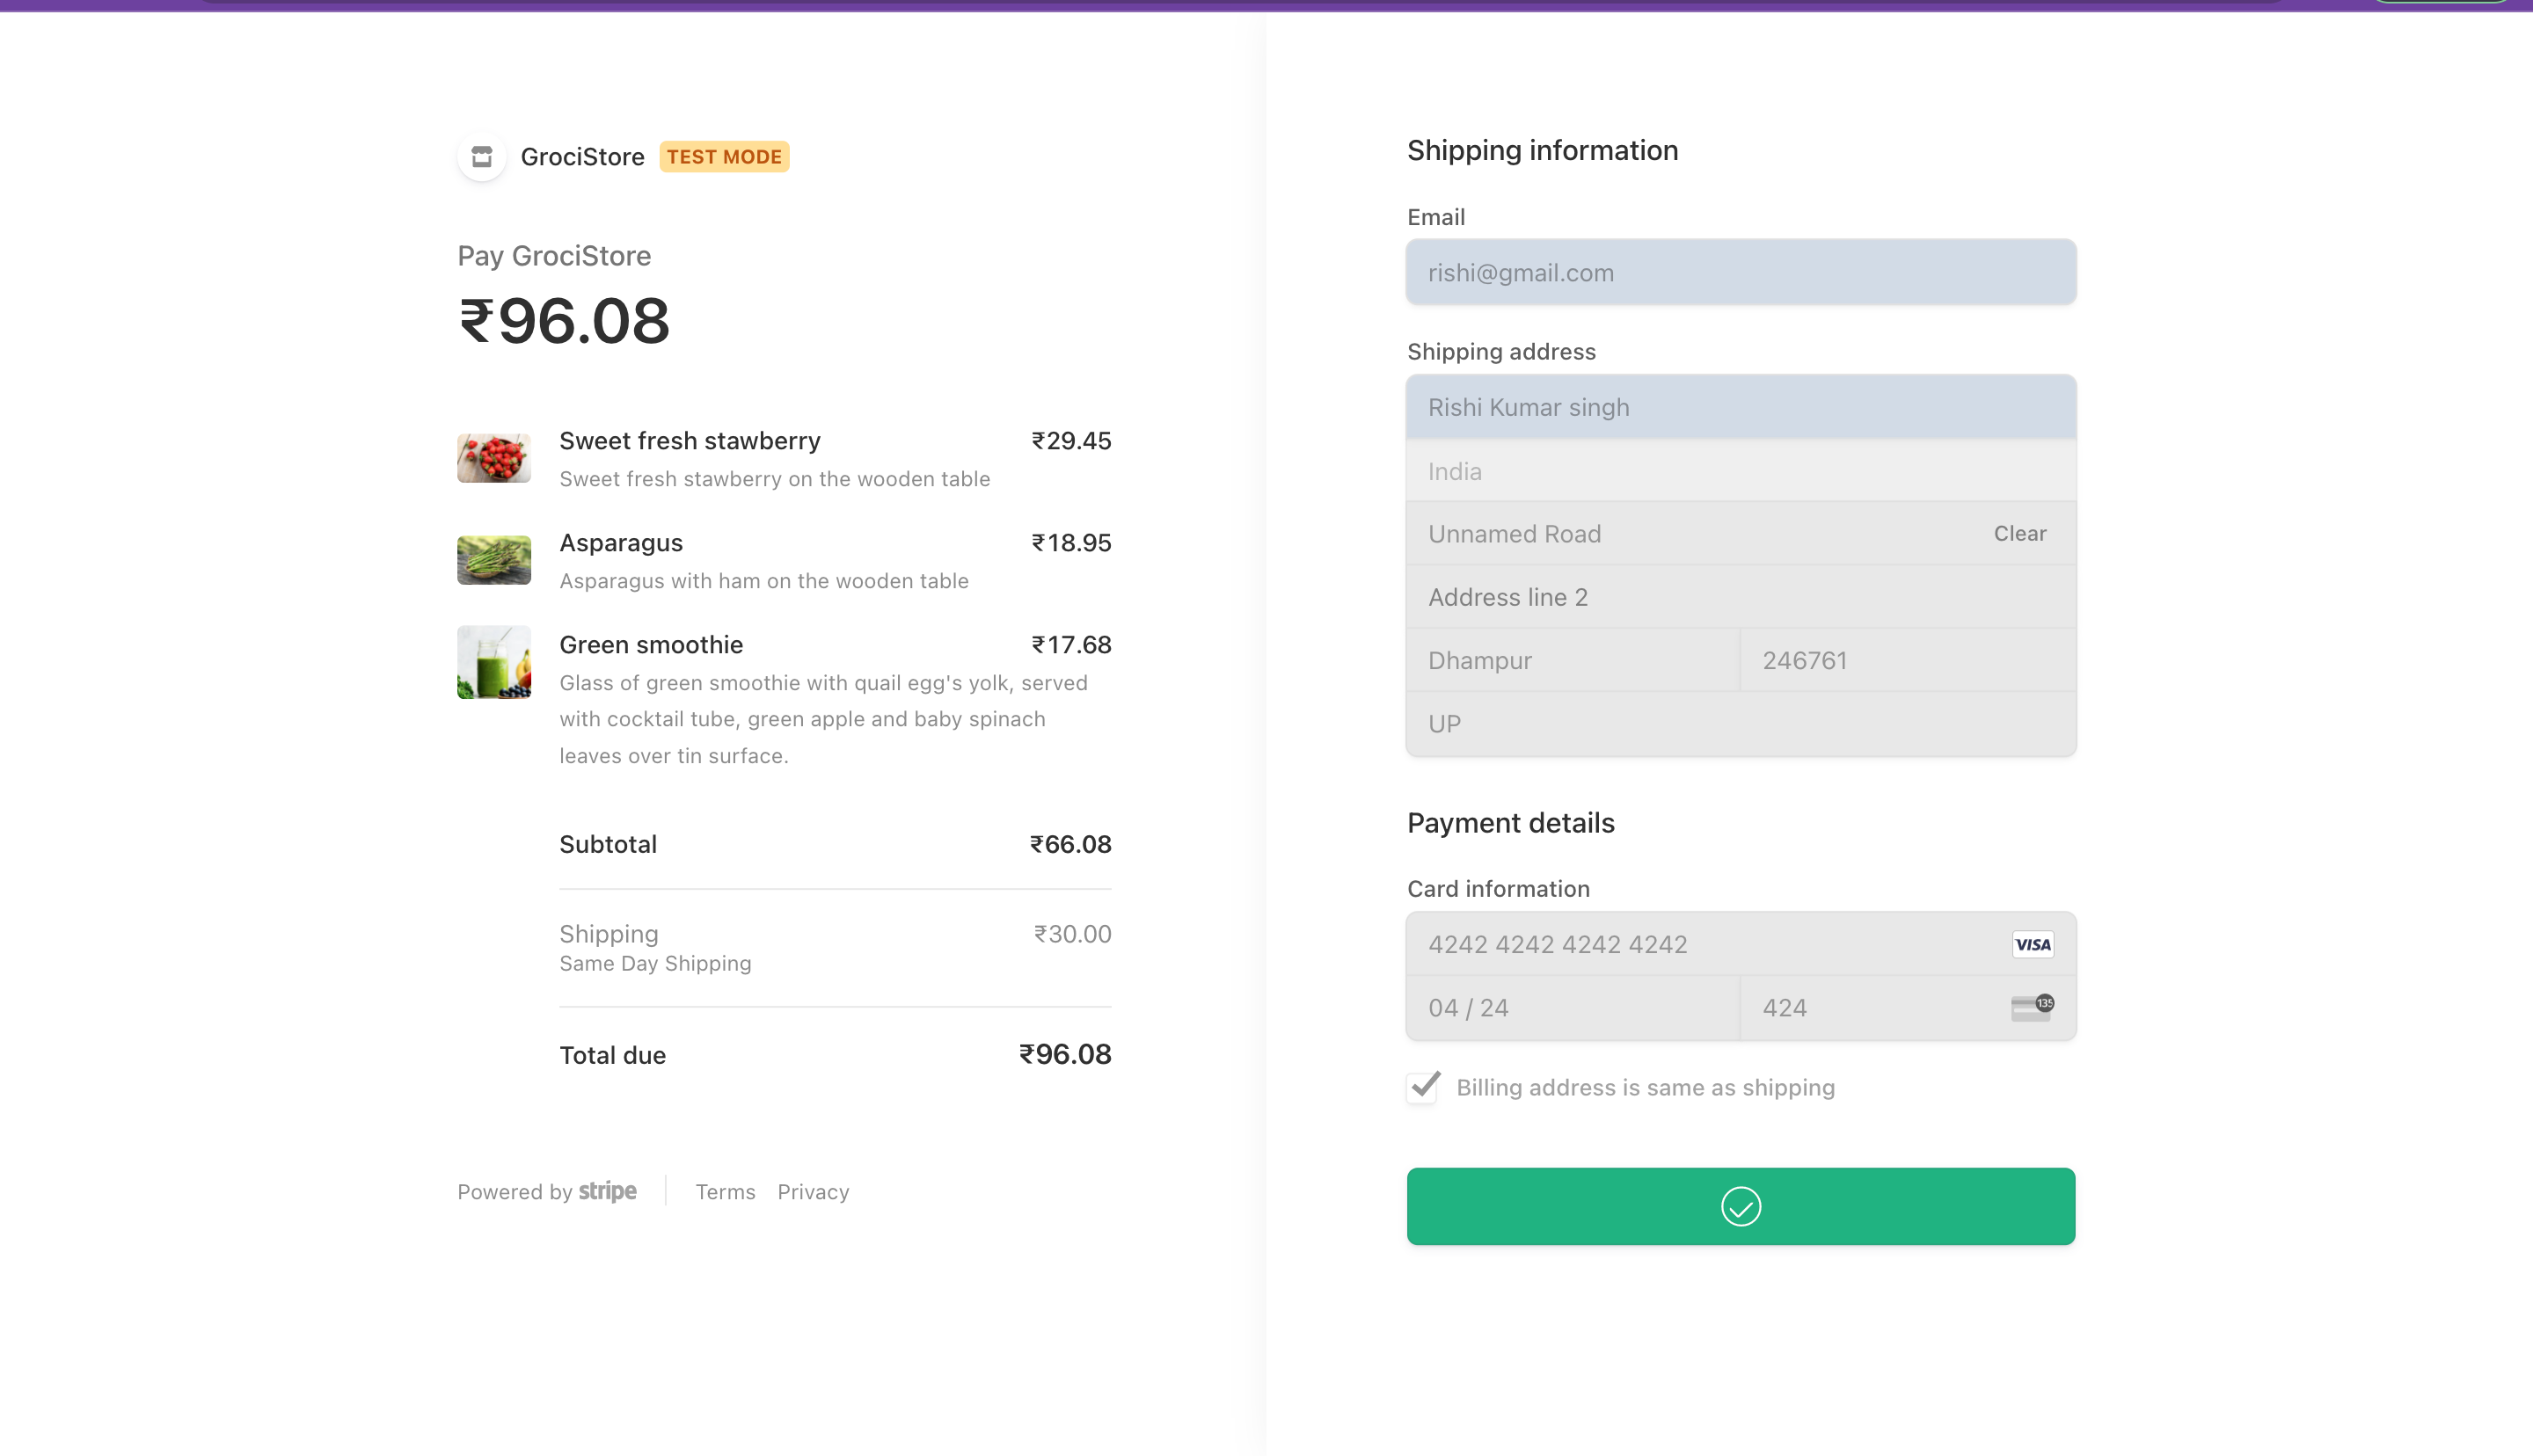 GrociStore TEST MODE
Pay GrociStore
₹96.08
Sweet fresh stawberry ₹29.45
Sweet fresh stawberry on the wooden table
Asparagus ₹18.95
Asparagus with ham on the wooden table
Green smoothie ₹17.68
Glass of green smoothie with quail egg's yolk, served
with cocktail tube, green apple and baby spinach
leaves over tin surface.
Subtotal ₹66.08
Shipping ₹30.00
Same Day Shipping
Total due ₹96.08
Powered by stripe Terms Privacy
Shipping information
Email
rishi@gmail.com
Shipping address
Rishi Kumar singh
India
Unnamed Road Clear
Address line 2
Dhampur 246761
UP
Payment details
Card information
4242 4242 4242 4242 VISA
04 / 24 424 135
Billing address is same as shipping